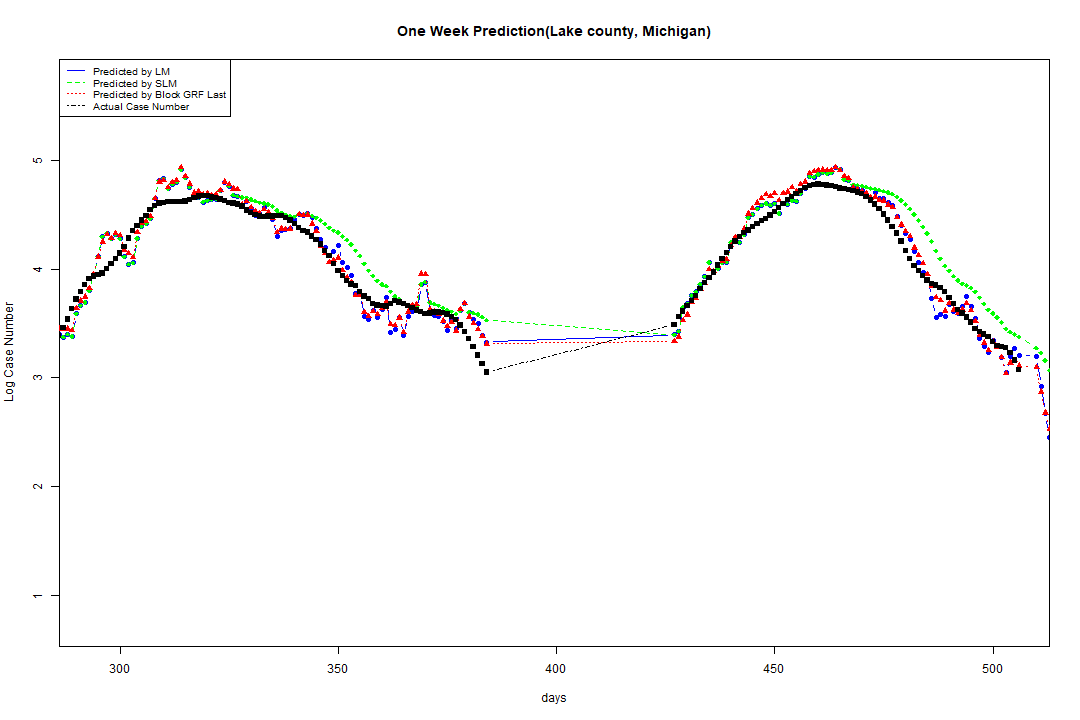 One Week Prediction(Lake county, Michigan)
Predicted by LM
Predicted by SLM
Predicted by Block GRF Last
Actual Case Number
5
4
3
2
1
Log Case Number
300 350 400 450 500
days